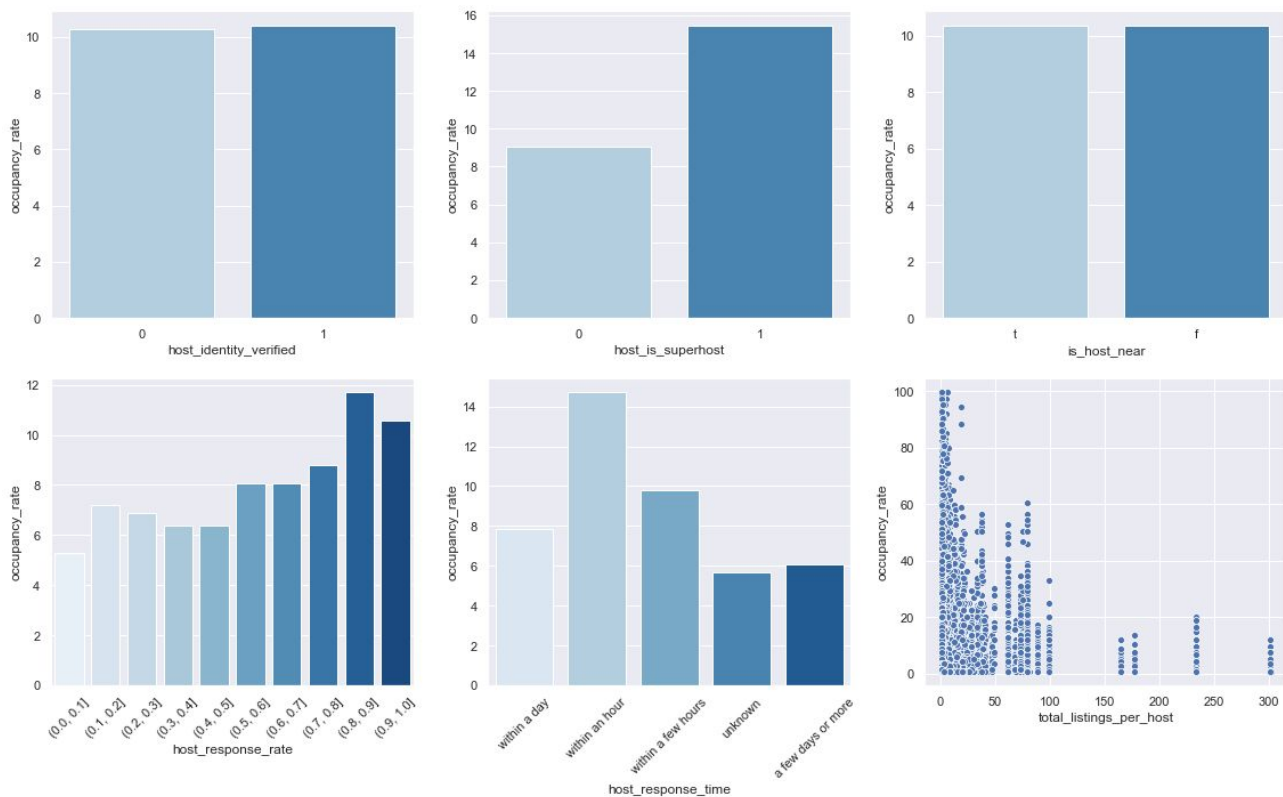 10
8
6
4
2
0
occupancy_rate
0 1
host_identity_verified
16
14
12
10
8
6
4
2
0
occupancy_rate
0 1
host_is_superhost
10
8
6
4
2
0
occupancy_rate
t f
is_host_near
12
10
8
6
4
2
0
occupancy_rate
(0.0, 0.1] (0.1, 0.2] (0.2, 0.3] (0.3, 0.4] (0.4, 0.5] (0.5, 0.6] (0.6, 0.7] (0.7, 0.8] (0.8, 0.9] (0.9, 1.0]
host_response_rate
14
12
10
8
6
4
2
0
occupancy_rate
within a day within an hour within a few hours unknown a few days or more
host_response_time
100
80
60
40
20
0
occupancy_rate
0 50 100 150 200 250 300
total_listings_per_host